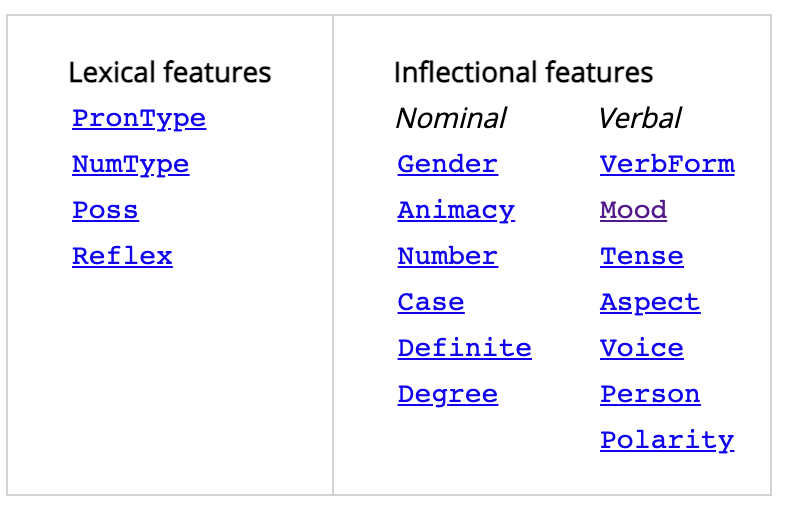 Lexical features
PronType
NumType
Poss
Reflex
Inflectional features
Nominal Verbal
Gender VerbForm
Animacy Mood
Number Tense
Case Aspect
Definite Voice
Degree Person
Polarity